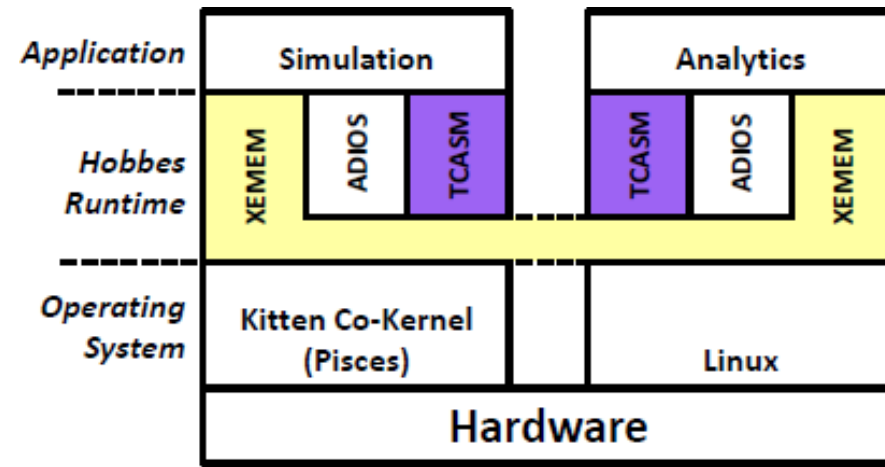 Application
Simulation
Analytics
Hobbes
Runtime
XEMEM
ADIOS
TCASM
TCASM
ADIOS
XEMEM
Operating
System
Kitten Co-Kernel
(Pisces)
Linux
Hardware